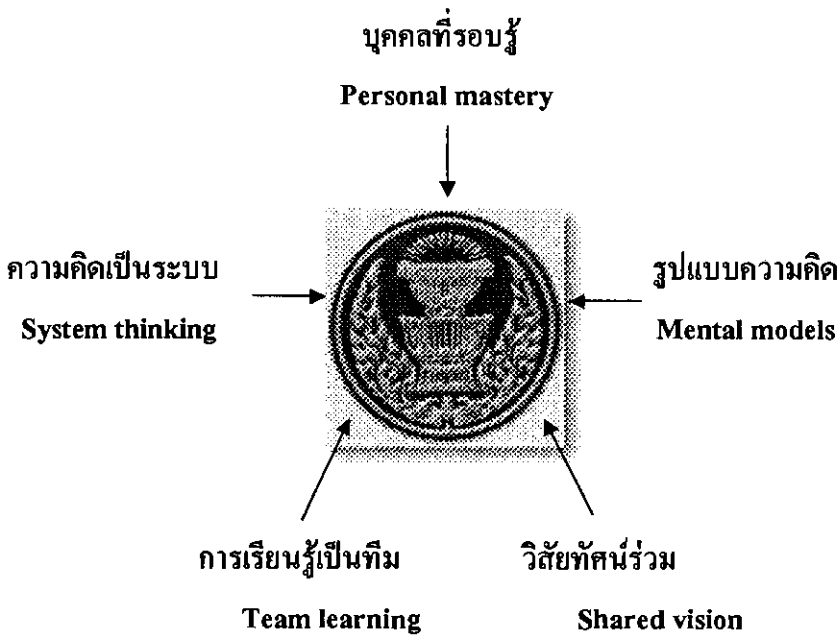 บุคคลที่รอบรู้
Personal mastery
ความคิดเป็นระบบ
System thinking
รูปแบบความคิด
Mental models
การเรียนรู้เป็นทีม
Team learning
วิสัยทัศน์ร่วม
Shared vision